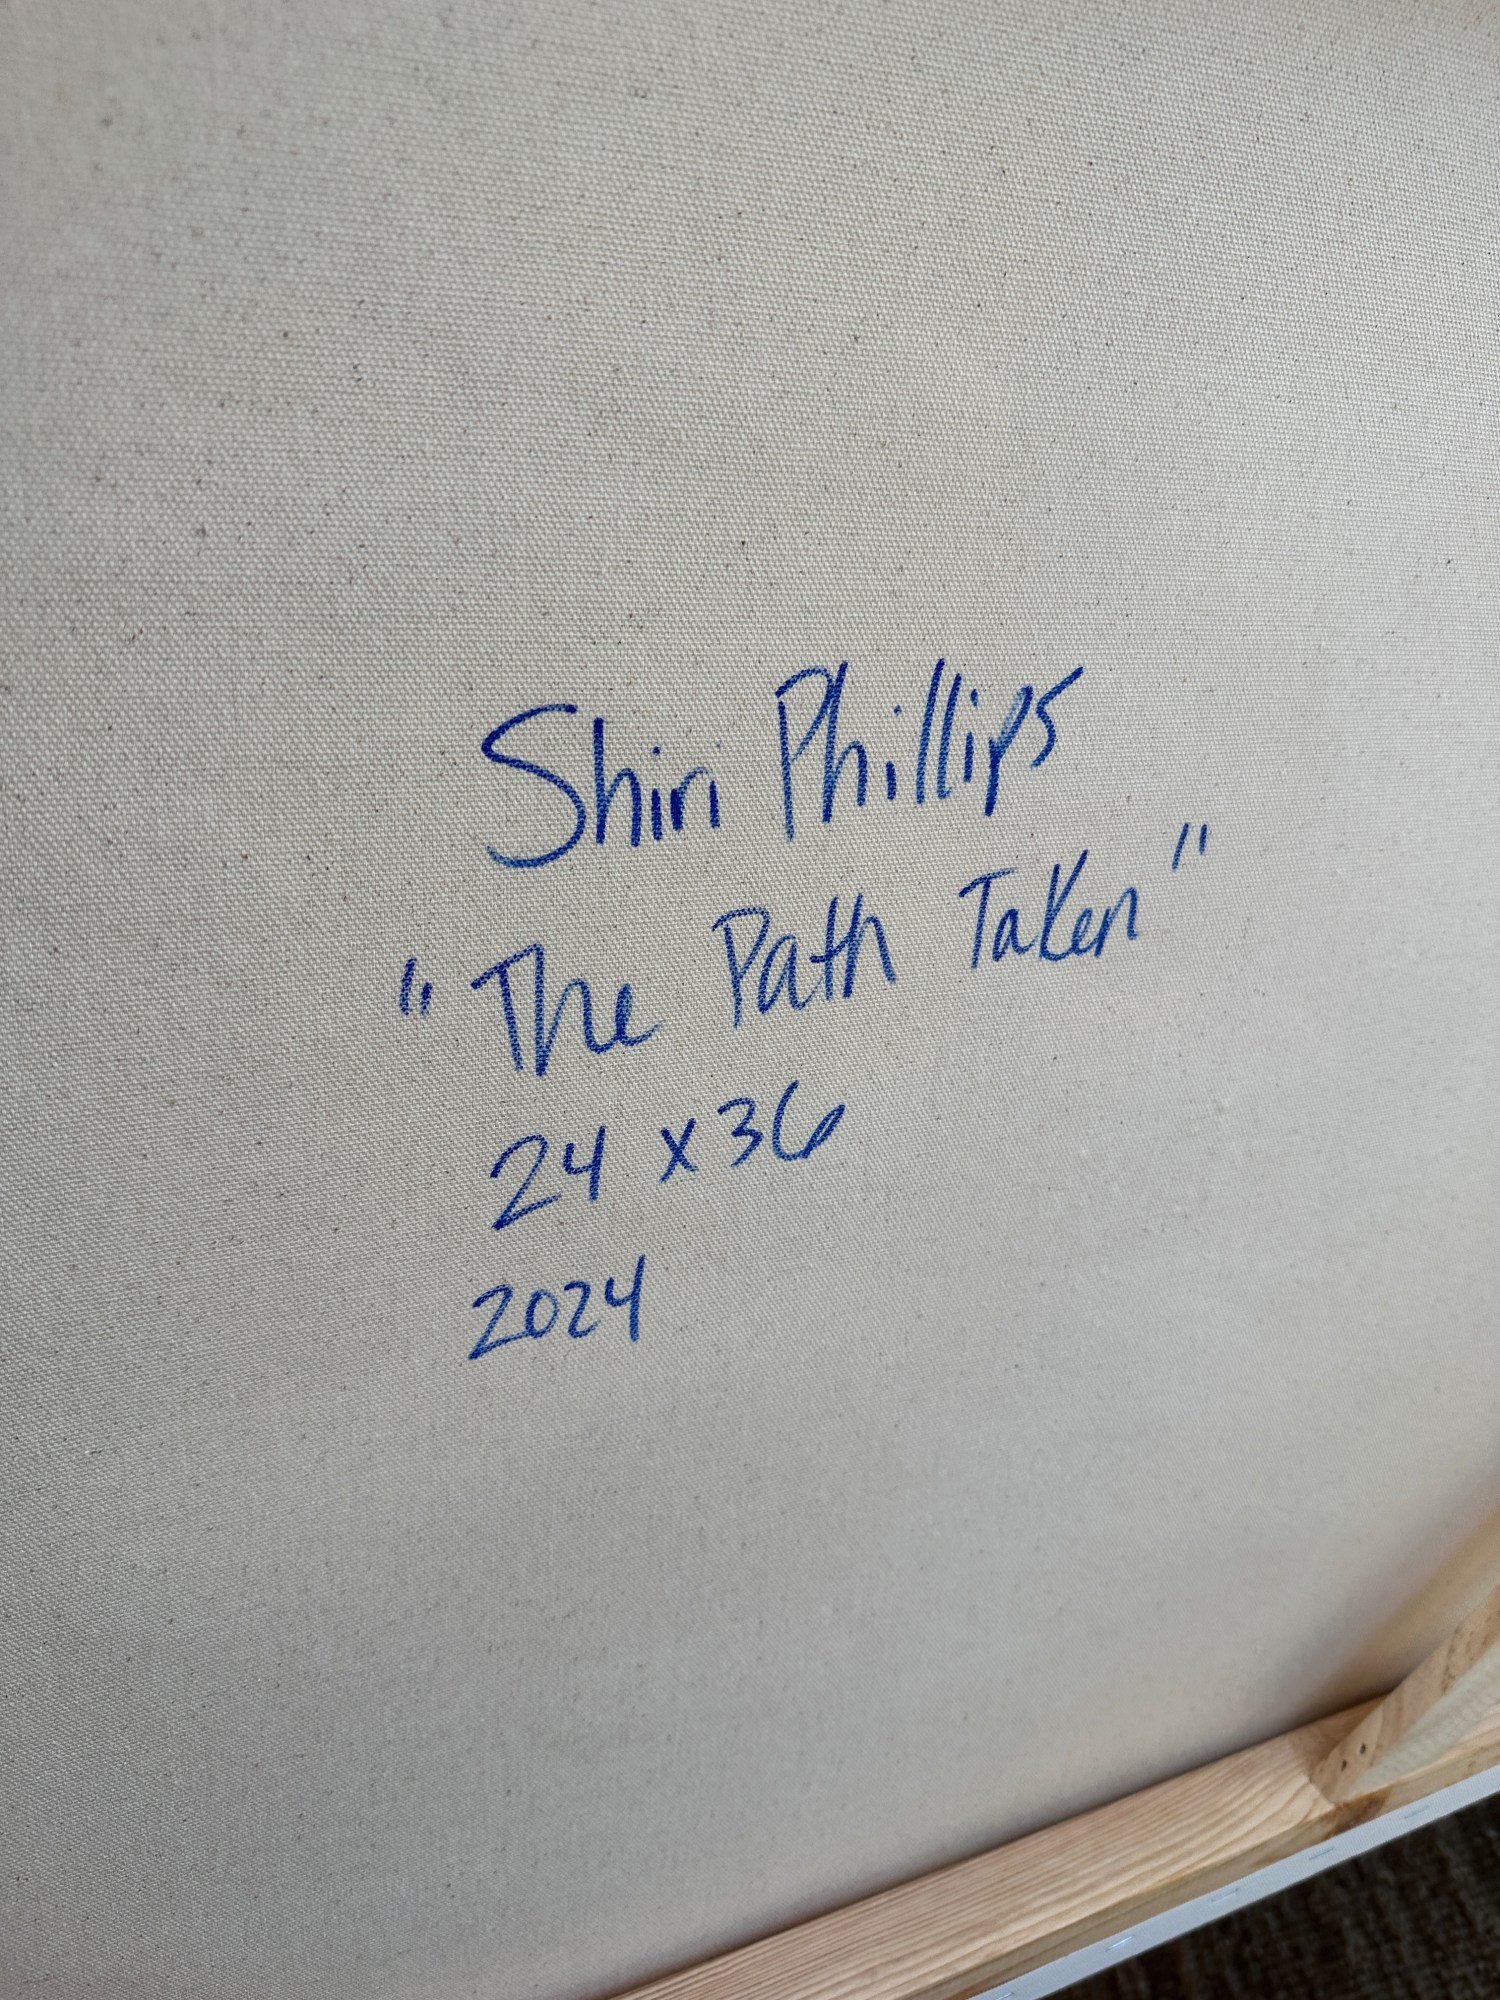 Shiri Phillips
"The Path Taken"
24 x 36
2024